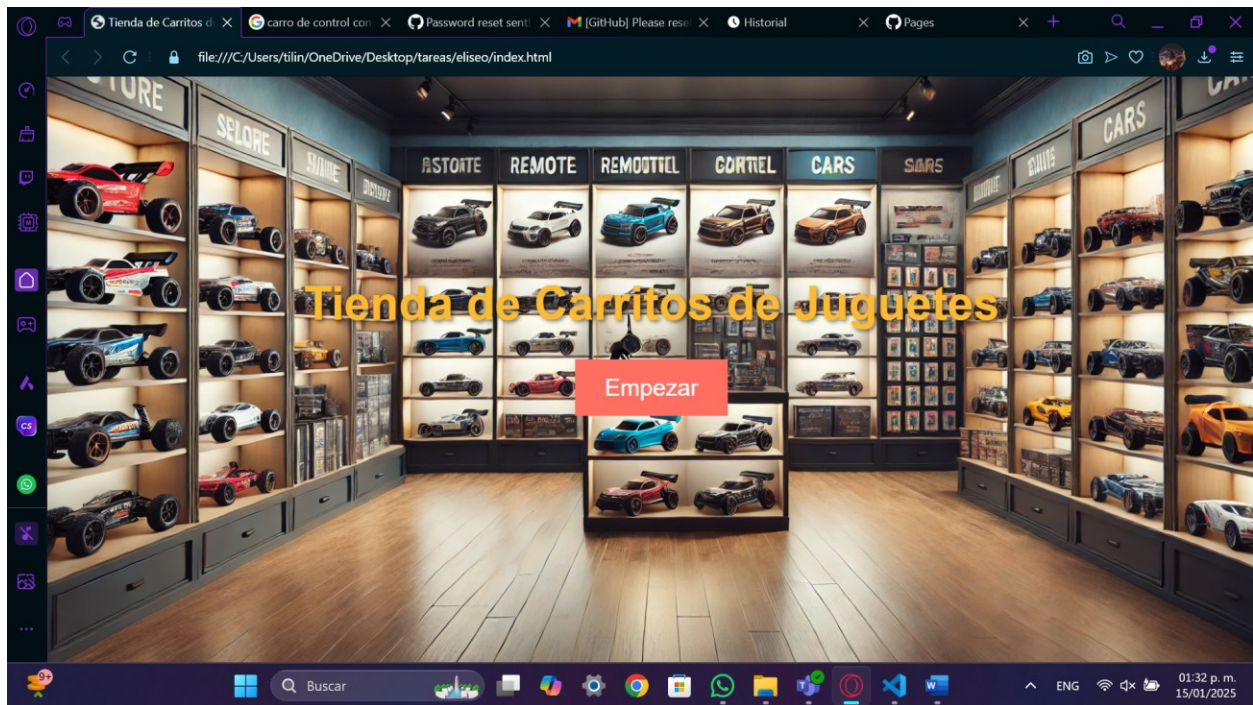 Tienda de Carritos d
carro de control con
Password reset sent!
[GitHub] Please rese
Historial
Pages
file:///C:/Users/tilin/OneDrive/Desktop/tareas/eliseo/index.html
TORE
SELORE
ASTOITE
REMOTE
CARS
SARS
CARS
Tienda de Carritos de Juguetes
Empezar
CS
9+
Buscar
ENG
01:32 p. m.
15/01/2025